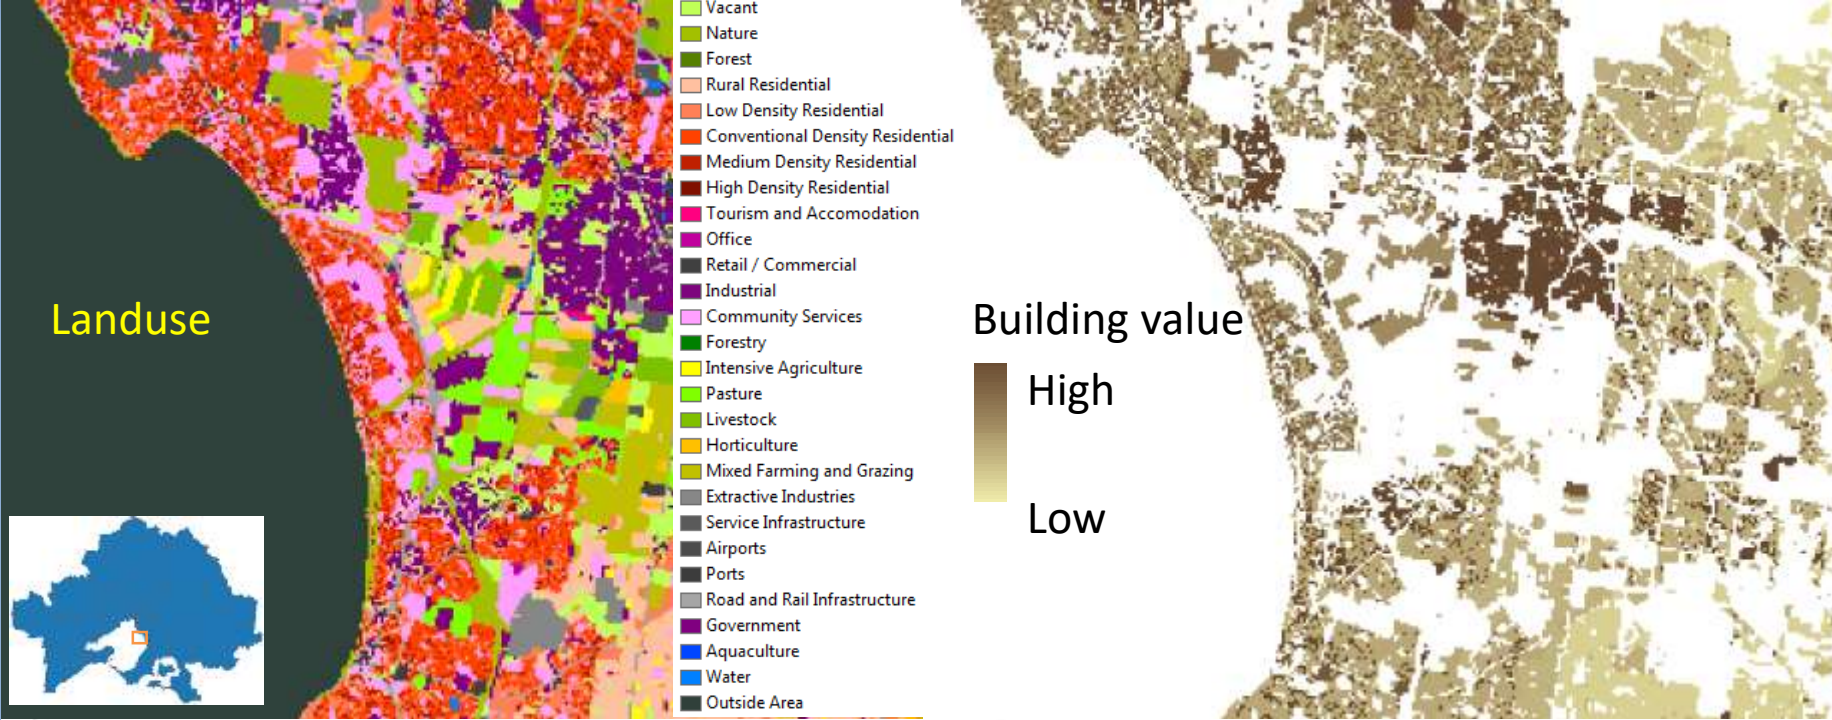 Landuse
Vacant
Nature
Forest
Rural Residential
Low Density Residential
Conventional Density Residential
Medium Density Residential
High Density Residential
Tourism and Accomodation
Office
Retail / Commercial
Industrial
Community Services
Forestry
Intensive Agriculture
Pasture
Livestock
Horticulture
Mixed Farming and Grazing
Extractive Industries
Service Infrastructure
Airports
Ports
Road and Rail Infrastructure
Government
Aquaculture
Water
Outside Area
Building value
High
Low